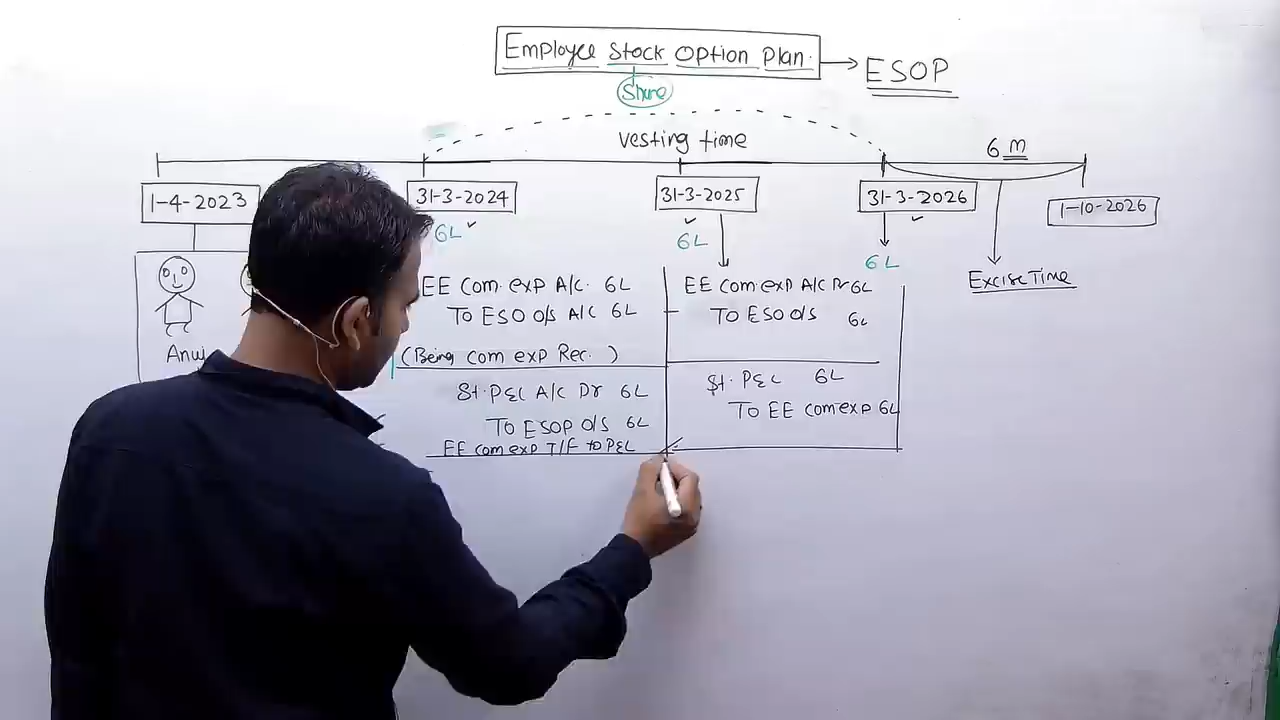 Employee Stock Option Plan.
ESOP
Share
vesting time
6 m
1-4-2023
31-3-2024
31-3-2025
31-3-2026
1-10-2026
6L
6L
6L
Excise Time
Anuj
EE com. exp A/c. 6L
To ESO o/s A/c 6L
(Being com exp Rec. )
St. P&L A/c Dr 6L
To ESOP O/s 6L
EE com exp T/F to P&L
EE com exp A/c Dr 6L
To ESO o/s 6L
St. P&L 6L
To EE com exp 6L